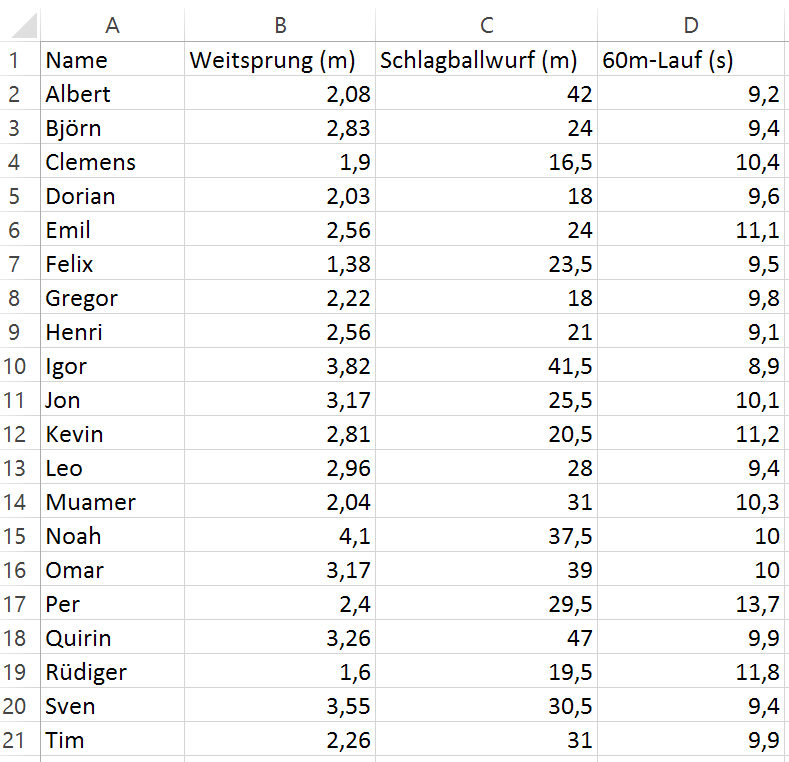 A B C D
1 Name Weitsprung (m) Schlagballwurf (m) 60m-Lauf (s)
2 Albert 2,08 42 9,2
3 Björn 2,83 24 9,4
4 Clemens 1,9 16,5 10,4
5 Dorian 2,03 18 9,6
6 Emil 2,56 24 11,1
7 Felix 1,38 23,5 9,5
8 Gregor 2,22 18 9,8
9 Henri 2,56 21 9,1
10 Igor 3,82 41,5 8,9
11 Jon 3,17 25,5 10,1
12 Kevin 2,81 20,5 11,2
13 Leo 2,96 28 9,4
14 Muamer 2,04 31 10,3
15 Noah 4,1 37,5 10
16 Omar 3,17 39 10
17 Per 2,4 29,5 13,7
18 Quirin 3,26 47 9,9
19 Rüdiger 1,6 19,5 11,8
20 Sven 3,55 30,5 9,4
21 Tim 2,26 31 9,9